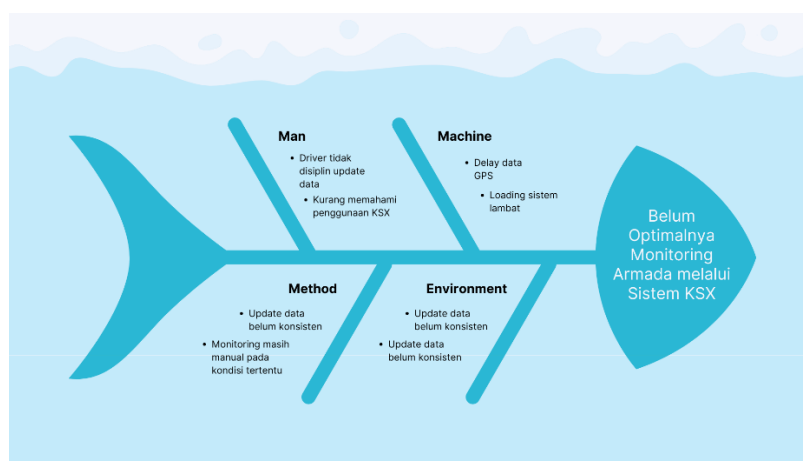 Man
• Driver tidak
disiplin update
data
• Kurang memahami
penggunaan KSX
Machine
• Delay data
GPS
• Loading sistem
lambat
Belum
Optimalnya
Monitoring
Armada melalui
Sistem KSX
Method
• Update data
belum konsisten
• Monitoring masih
manual pada
kondisi tertentu
Environment
• Update data
belum konsisten
• Update data
belum konsisten